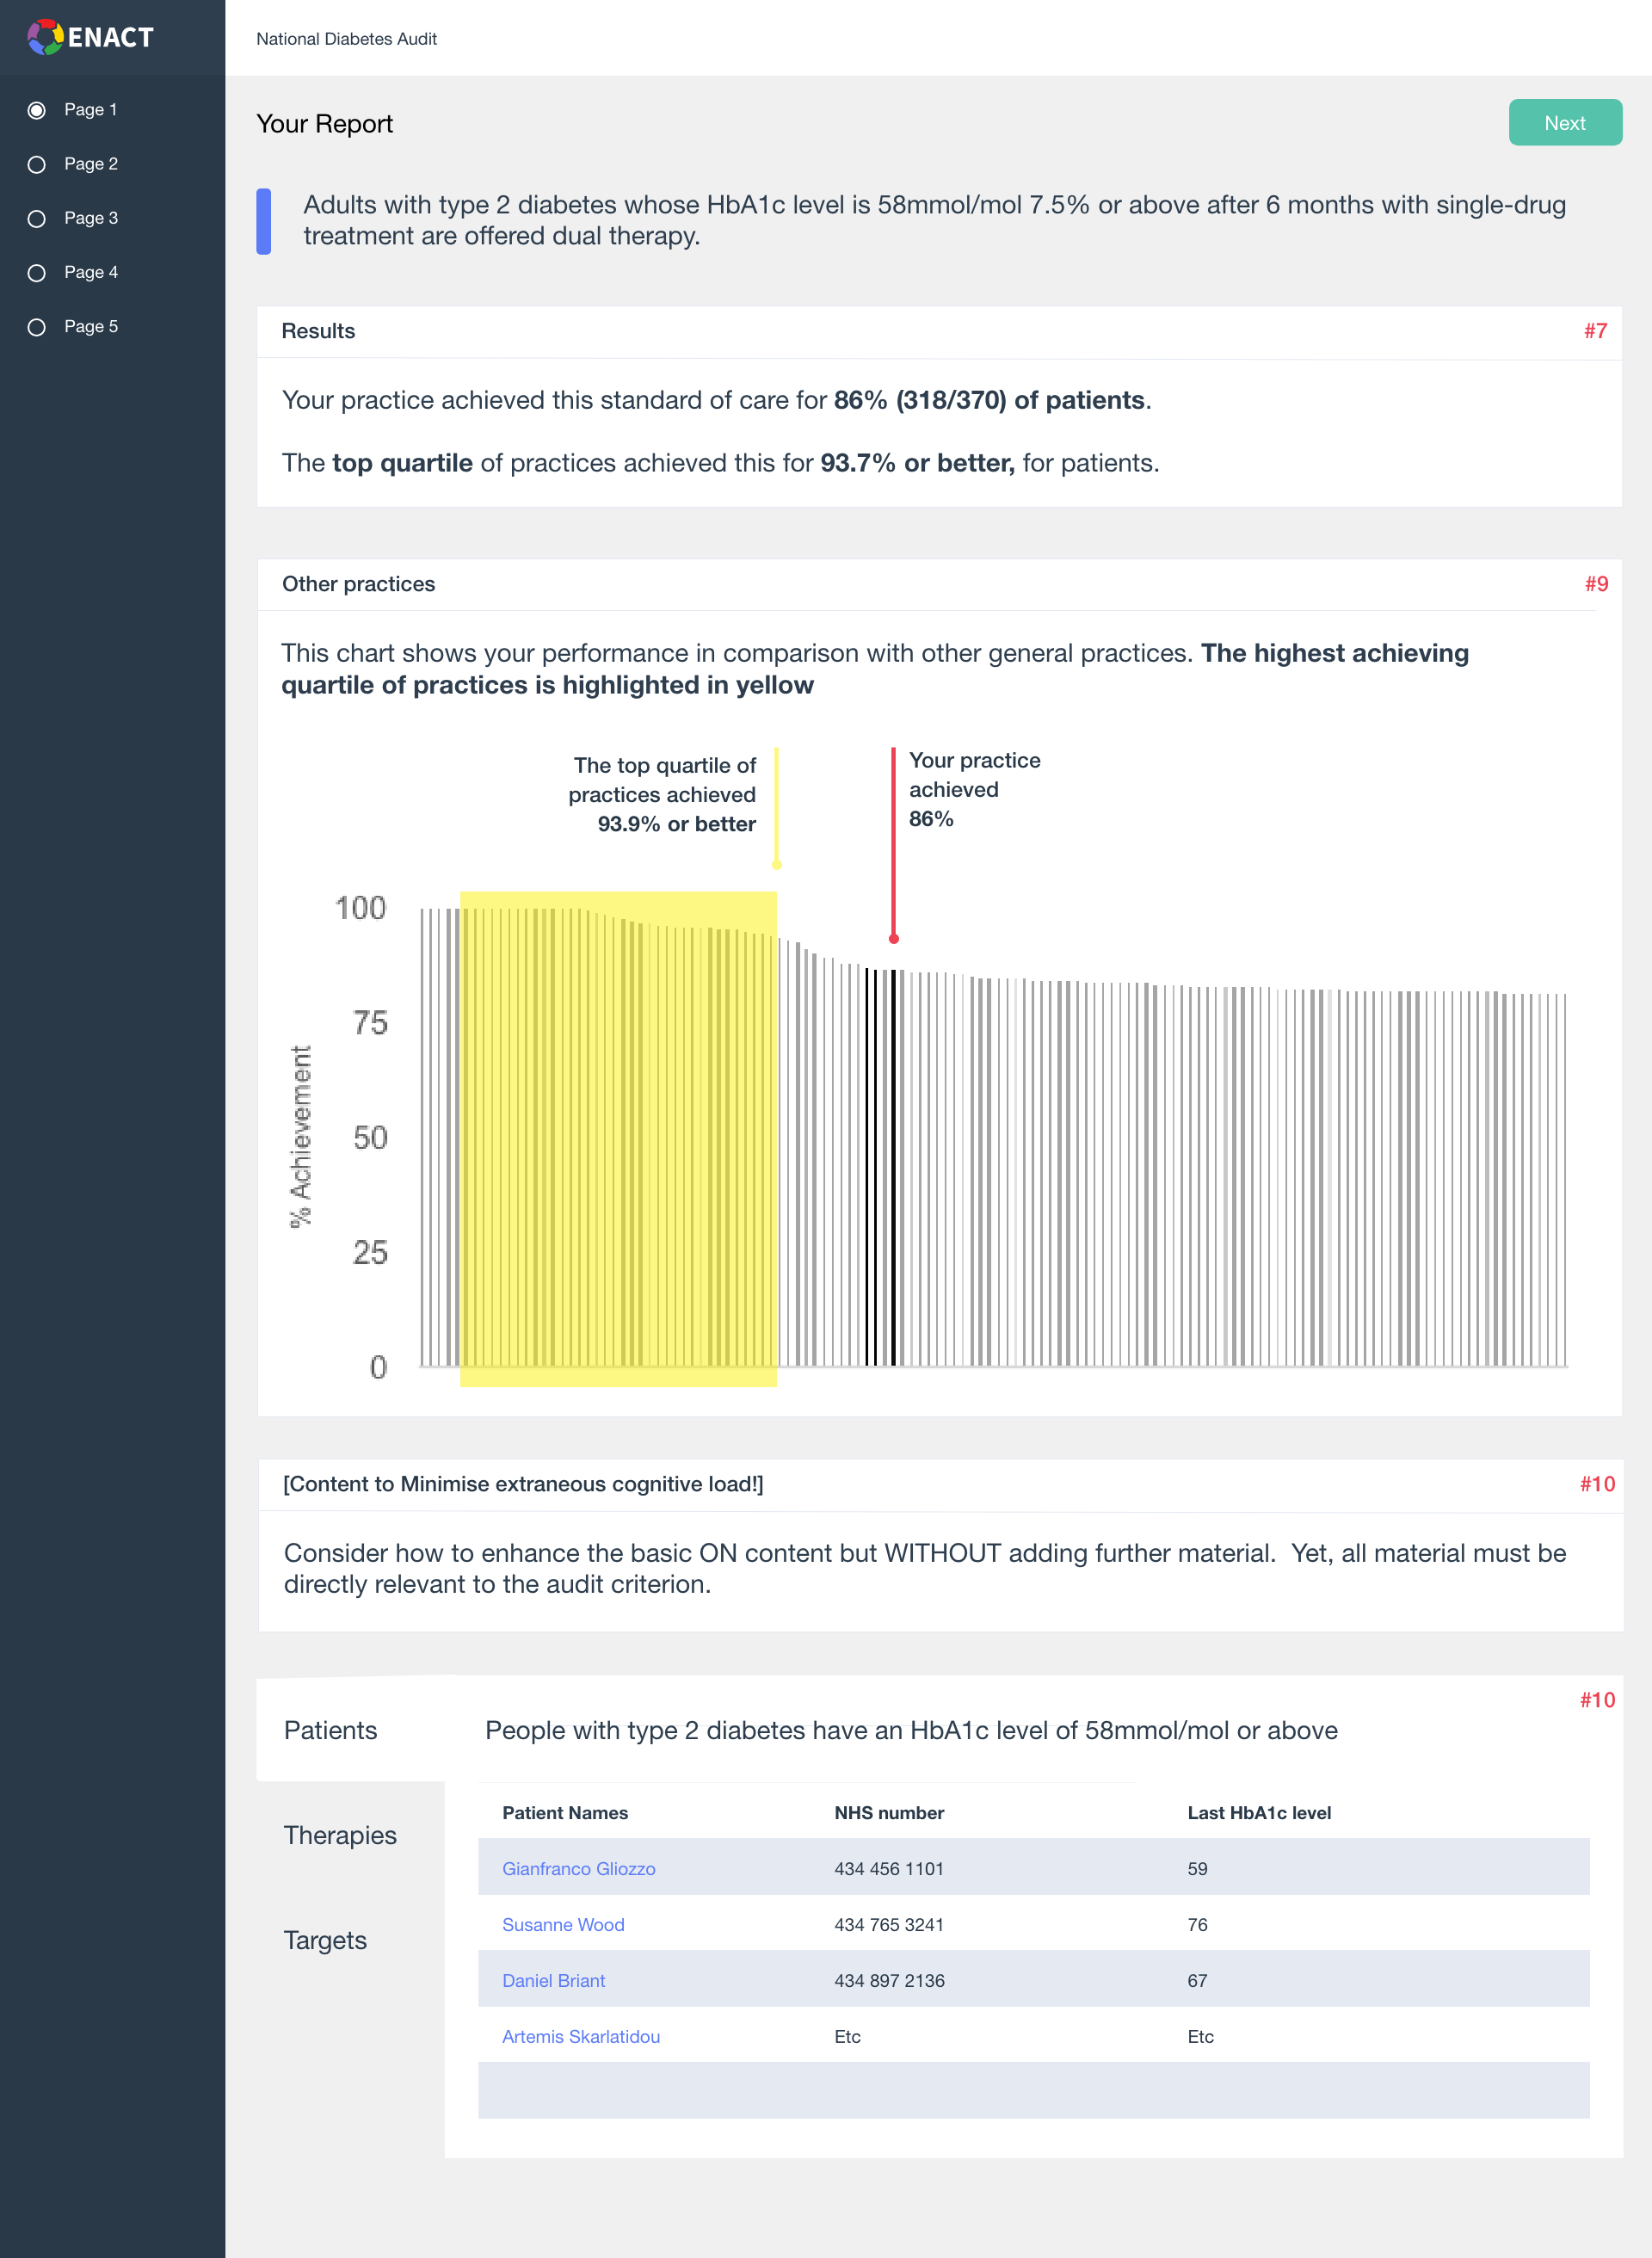 ENACT
National Diabetes Audit
Page 1
Page 2
Page 3
Page 4
Page 5
Your Report
Next
Adults with type 2 diabetes whose HbA1c level is 58mmol/mol 7.5% or above after 6 months with single-drug
treatment are offered dual therapy.
Results
#7
Your practice achieved this standard of care for 86% (318/370) of patients.
The top quartile of practices achieved this for 93.7% or better, for patients.
Other practices
#9
This chart shows your performance in comparison with other general practices. The highest achieving
quartile of practices is highlighted in yellow
The top quartile of
practices achieved
93.9% or better
Your practice
achieved
86%
% Achievement
100
75
50
25
0
[Content to Minimise extraneous cognitive load!]
#10
Consider how to enhance the basic ON content but WITHOUT adding further material.  Yet, all material must be
directly relevant to the audit criterion.
#10
Patients
Therapies
Targets
People with type 2 diabetes have an HbA1c level of 58mmol/mol or above
Patient Names NHS number Last HbA1c level
Gianfranco Gliozzo 434 456 1101 59
Susanne Wood 434 765 3241 76
Daniel Briant 434 897 2136 67
Artemis Skarlatidou Etc Etc